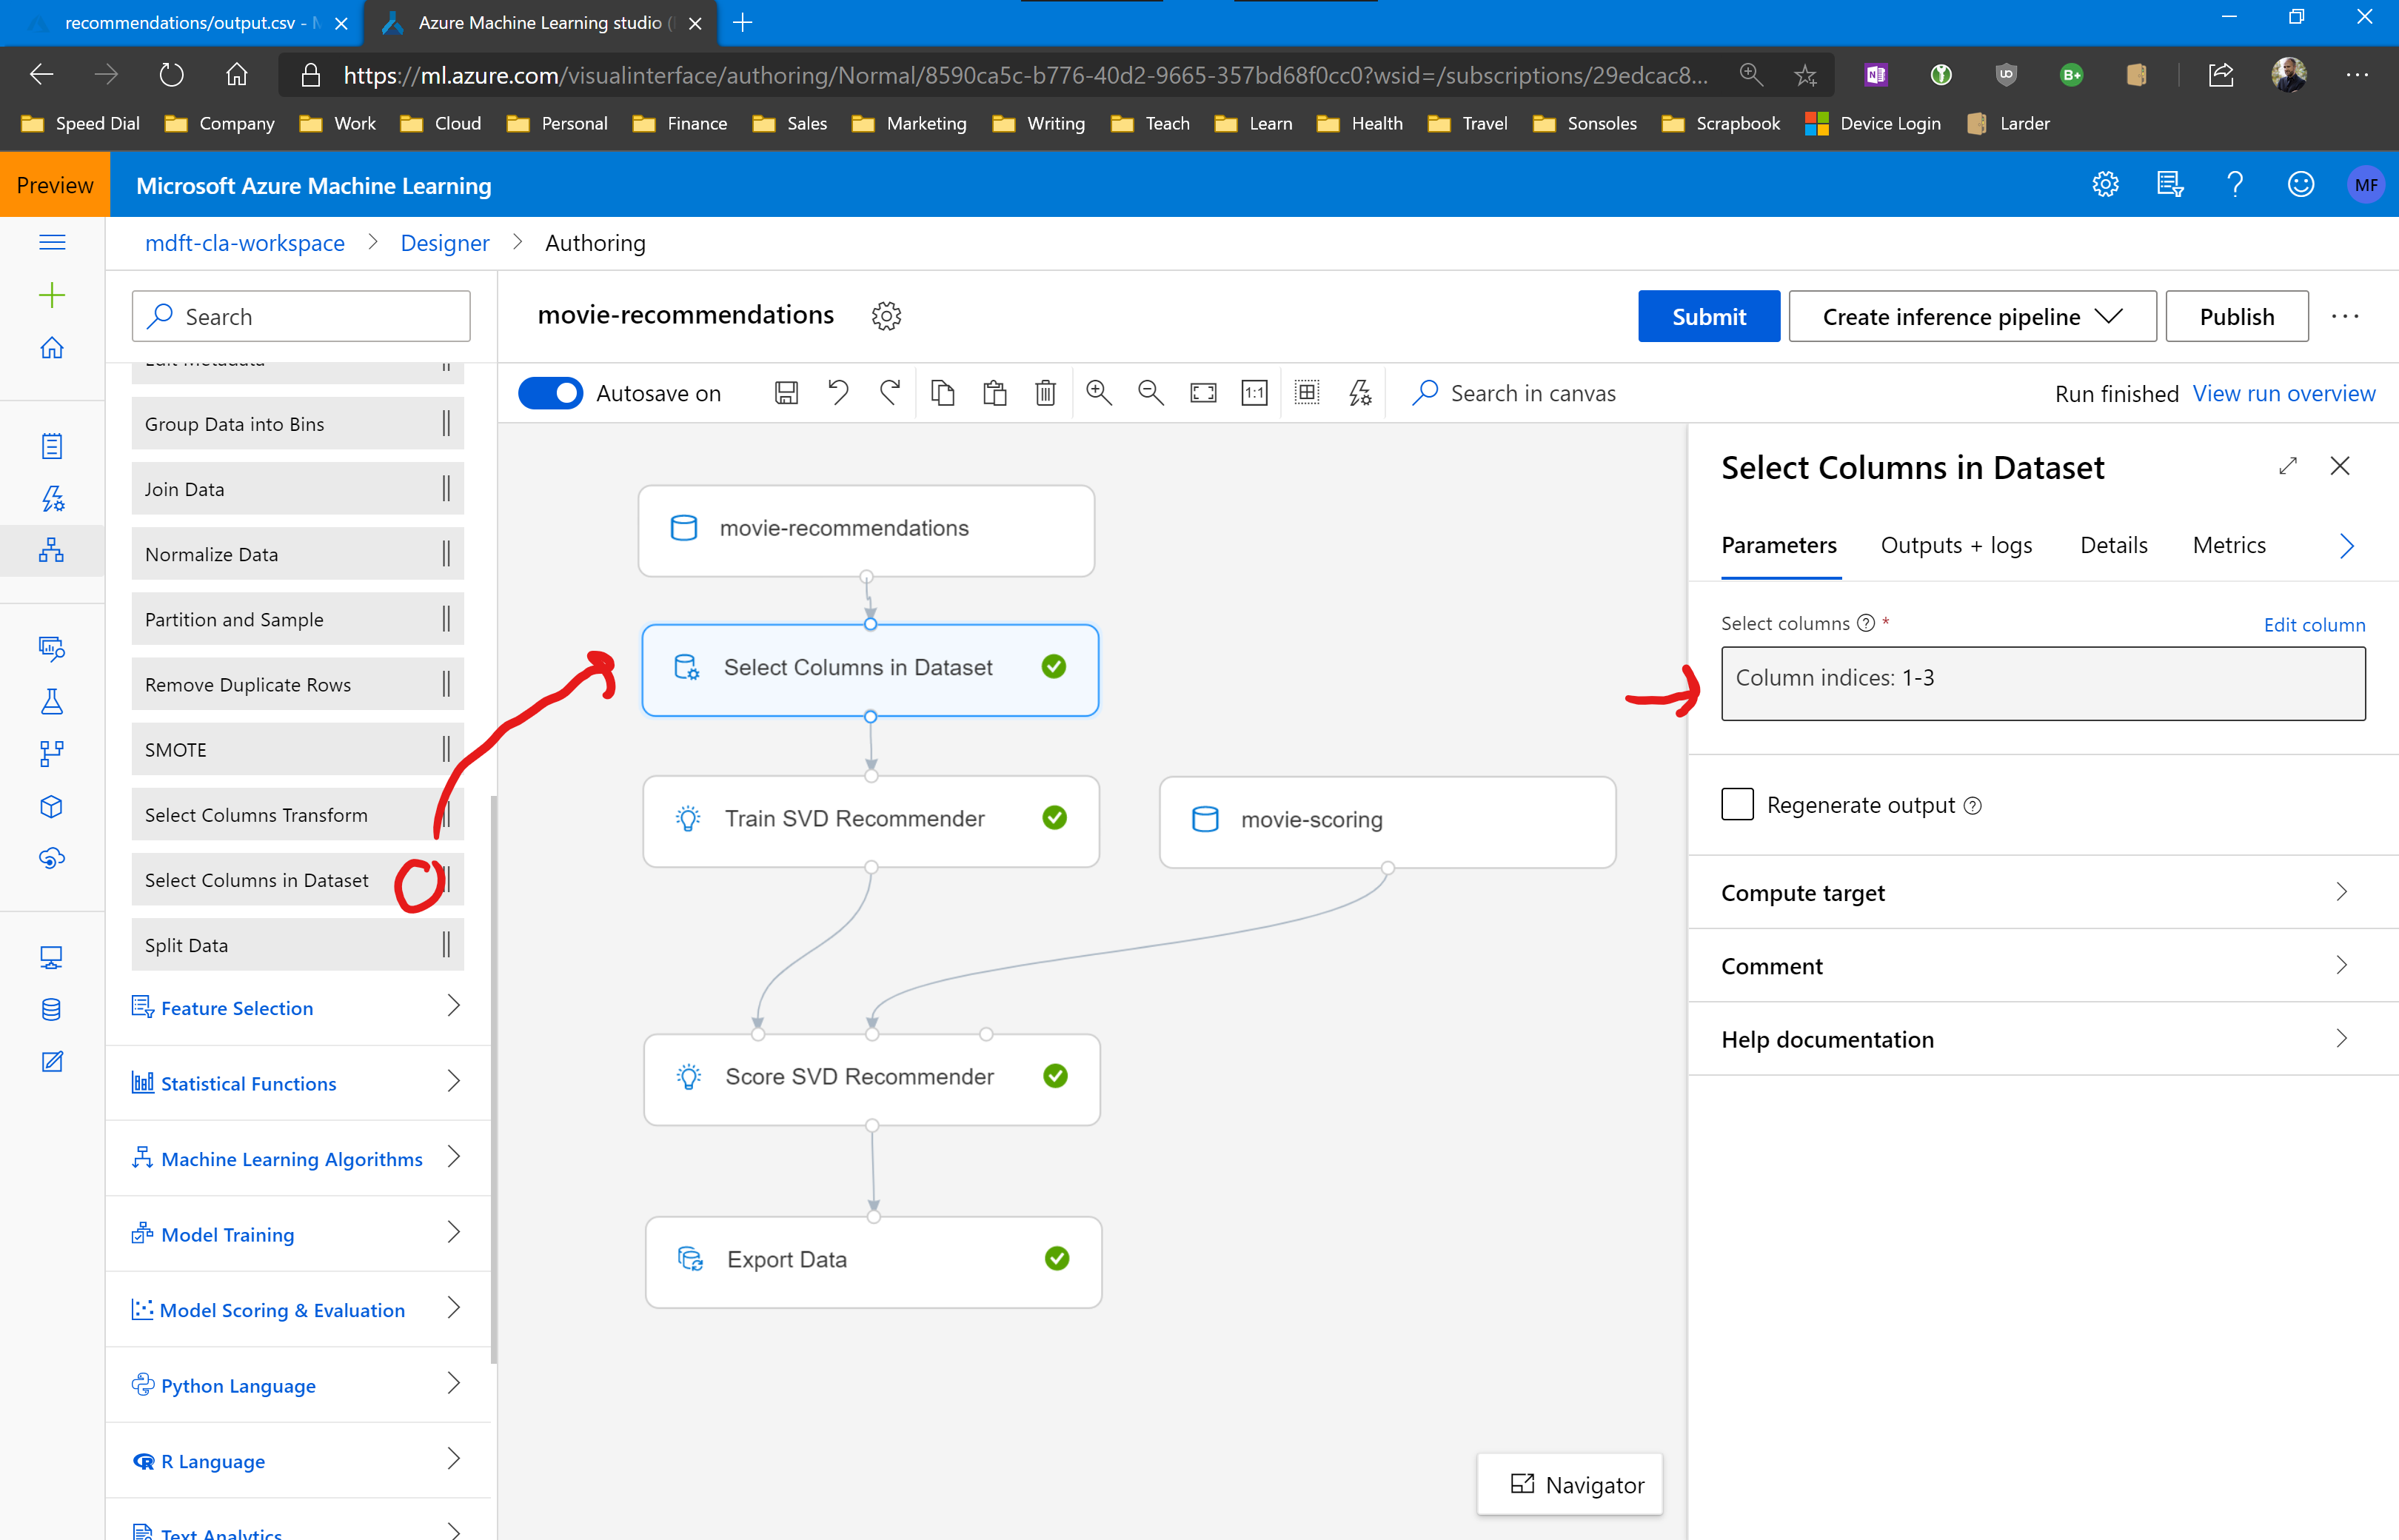 recommendations/output.csv - M
Azure Machine Learning studio (
https://ml.azure.com/visualinterface/authoring/Normal/8590ca5c-b776-40d2-9665-357bd68f0cc0?wsid=/subscriptions/29edcac8...
Speed Dial Company Work Cloud Personal Finance Sales Marketing Writing Teach Learn Health Travel Sonsoles Scrapbook Device Login Larder
Preview Microsoft Azure Machine Learning MF
mdft-cla-workspace > Designer > Authoring
Search
movie-recommendations
Submit Create inference pipeline Publish ...
Autosave on
1:1
Search in canvas
Run finished View run overview
Edit Metadata
Group Data into Bins
Join Data
Normalize Data
Partition and Sample
Remove Duplicate Rows
SMOTE
Select Columns Transform
Select Columns in Dataset
Split Data
Feature Selection
Statistical Functions
Machine Learning Algorithms
Model Training
Model Scoring & Evaluation
Python Language
R Language
Text Analytics
movie-recommendations
Select Columns in Dataset
Train SVD Recommender
movie-scoring
Score SVD Recommender
Export Data
Navigator
Select Columns in Dataset
Parameters Outputs + logs Details Metrics
Select columns * Edit column
Column indices: 1-3
Regenerate output
Compute target
Comment
Help documentation